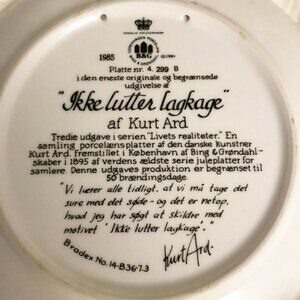 1985
COPENHAGEN PORCELAIN
B&G
© 1984
Platte nr. 4.299 B
i den eneste originale og begrænsede
udgivelse af
"Ikke lutter lagkage"
af Kurt Ard
Tredie udgave i serien "Livets realiteter." En
samling porcelænsplatter af den danske kunstner
Kurt Ard. Fremstillet i København af Bing & Grøndahl-
skaber i 1895 af verdens ældste serie juleplatter for
samlere. Denne udgaves produktion er begrænset til
50 brændingsdage.
"Vi lærer alle tidligt, at vi må tage det
sure med det søde - og det er netop,
hvad jeg har søgt at skildre med
motivet 'Ikke lutter lagkage'."
Kurt Ard.
Bradex No. 14-B36-7.3